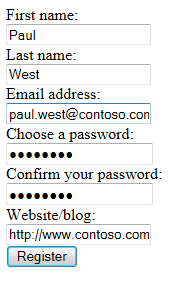 First name:
Paul
Last name:
West
Email address:
paul.west@contoso.com
Choose a password:
●●●●●●●●
Confirm your password:
●●●●●●●●
Website/blog:
http://www.contoso.com
Register